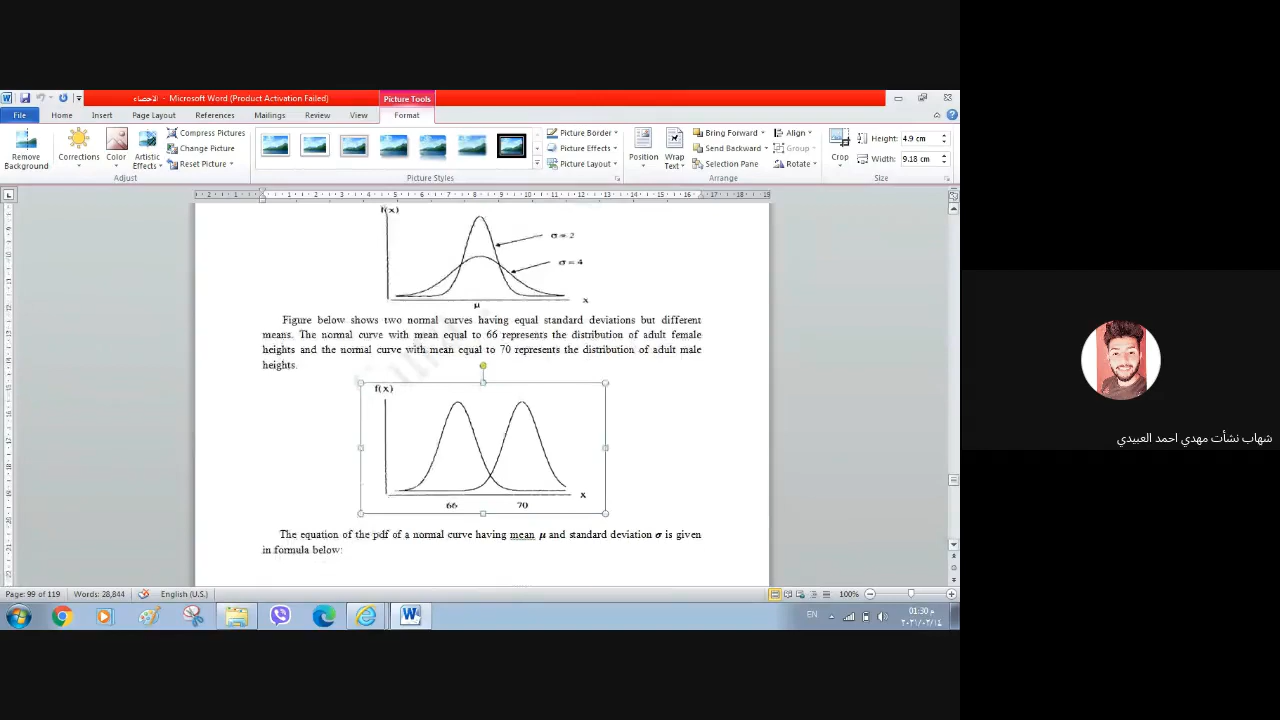 الاحصاء - Microsoft Word (Product Activation Failed)
Picture Tools
File Home Insert Page Layout References Mailings Review View Format
Remove Background
Corrections
Color
Artistic Effects
Compress Pictures
Change Picture
Reset Picture
Adjust
Picture Styles
Picture Border
Picture Effects
Picture Layout
Position
Wrap Text
Bring Forward
Send Backward
Selection Pane
Align
Group
Rotate
Arrange
Crop
Height: 4.9 cm
Width: 9.18 cm
Size
f(x)
σ = 2
σ = 4
μ
x
Figure below shows two normal curves having equal standard deviations but different
means. The normal curve with mean equal to 66 represents the distribution of adult female
heights and the normal curve with mean equal to 70 represents the distribution of adult male
heights.
f(x)
x
66 70
The equation of the pdf of a normal curve having mean μ and standard deviation σ is given
in formula below:
Page: 99 of 119 Words: 28,844 English (U.S.) 100%
EN
01:30 م
٢٠٢١/٠٣/١٤
شهاب نشأت مهدي احمد العبيدي